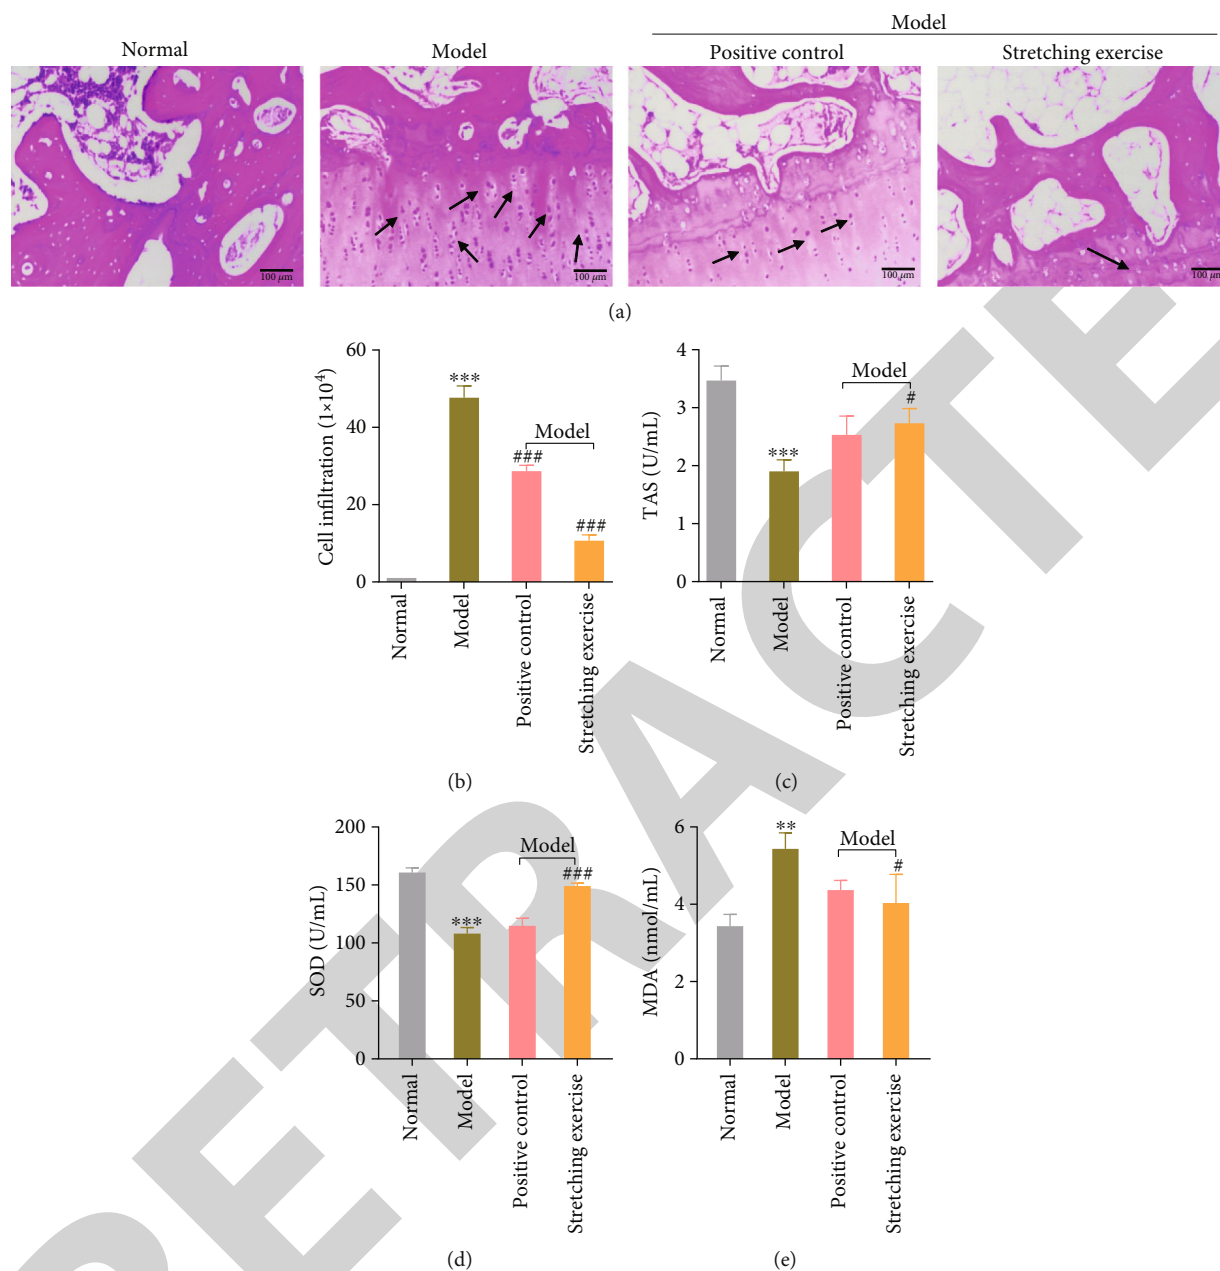 Model
Normal
Model
Positive control
Stretching exercise
100 μm
100 μm
100 μm
100 μm
(a)
Cell infiltration (1×10⁴)
60
40
20
0
***
###
Model
###
Normal
Model
Positive control
Stretching exercise
(b)
TAS (U/mL)
4
3
2
1
0
***
Model
#
Normal
Model
Positive control
Stretching exercise
(c)
SOD (U/mL)
200
150
100
50
0
***
Model
###
Normal
Model
Positive control
Stretching exercise
(d)
MDA (nmol/mL)
6
4
2
0
**
Model
#
Normal
Model
Positive control
Stretching exercise
(e)
RETRACTE